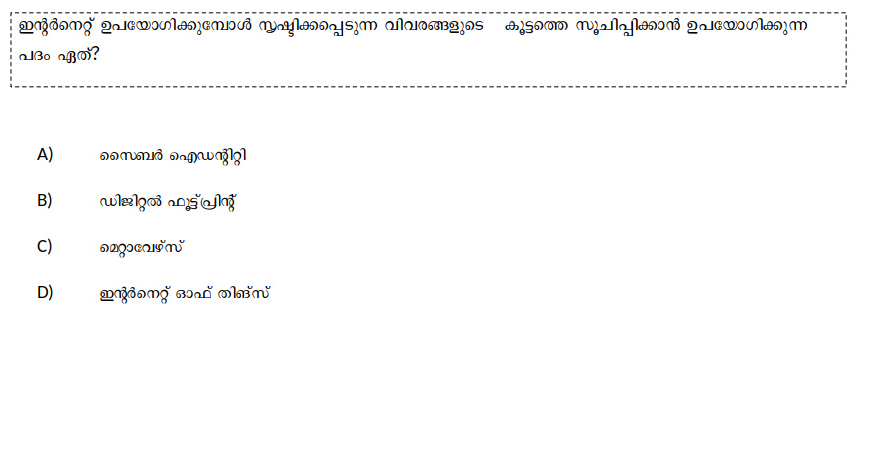 ഇന്റർനെറ്റ് ഉപയോഗിക്കുമ്പോൾ സൃഷ്ടിക്കപ്പെടുന്ന വിവരങ്ങളുടെ കൂട്ടത്തെ സൂചിപ്പിക്കാൻ ഉപയോഗിക്കുന്ന
പദം ഏത്?
A) സൈബർ ഐഡന്റിറ്റി
B) ഡിജിറ്റൽ ഫൂട്ട്പ്രിന്റ്
C) മെറ്റാവേഴ്സ്
D) ഇന്റർനെറ്റ് ഓഫ് തിങ്സ്